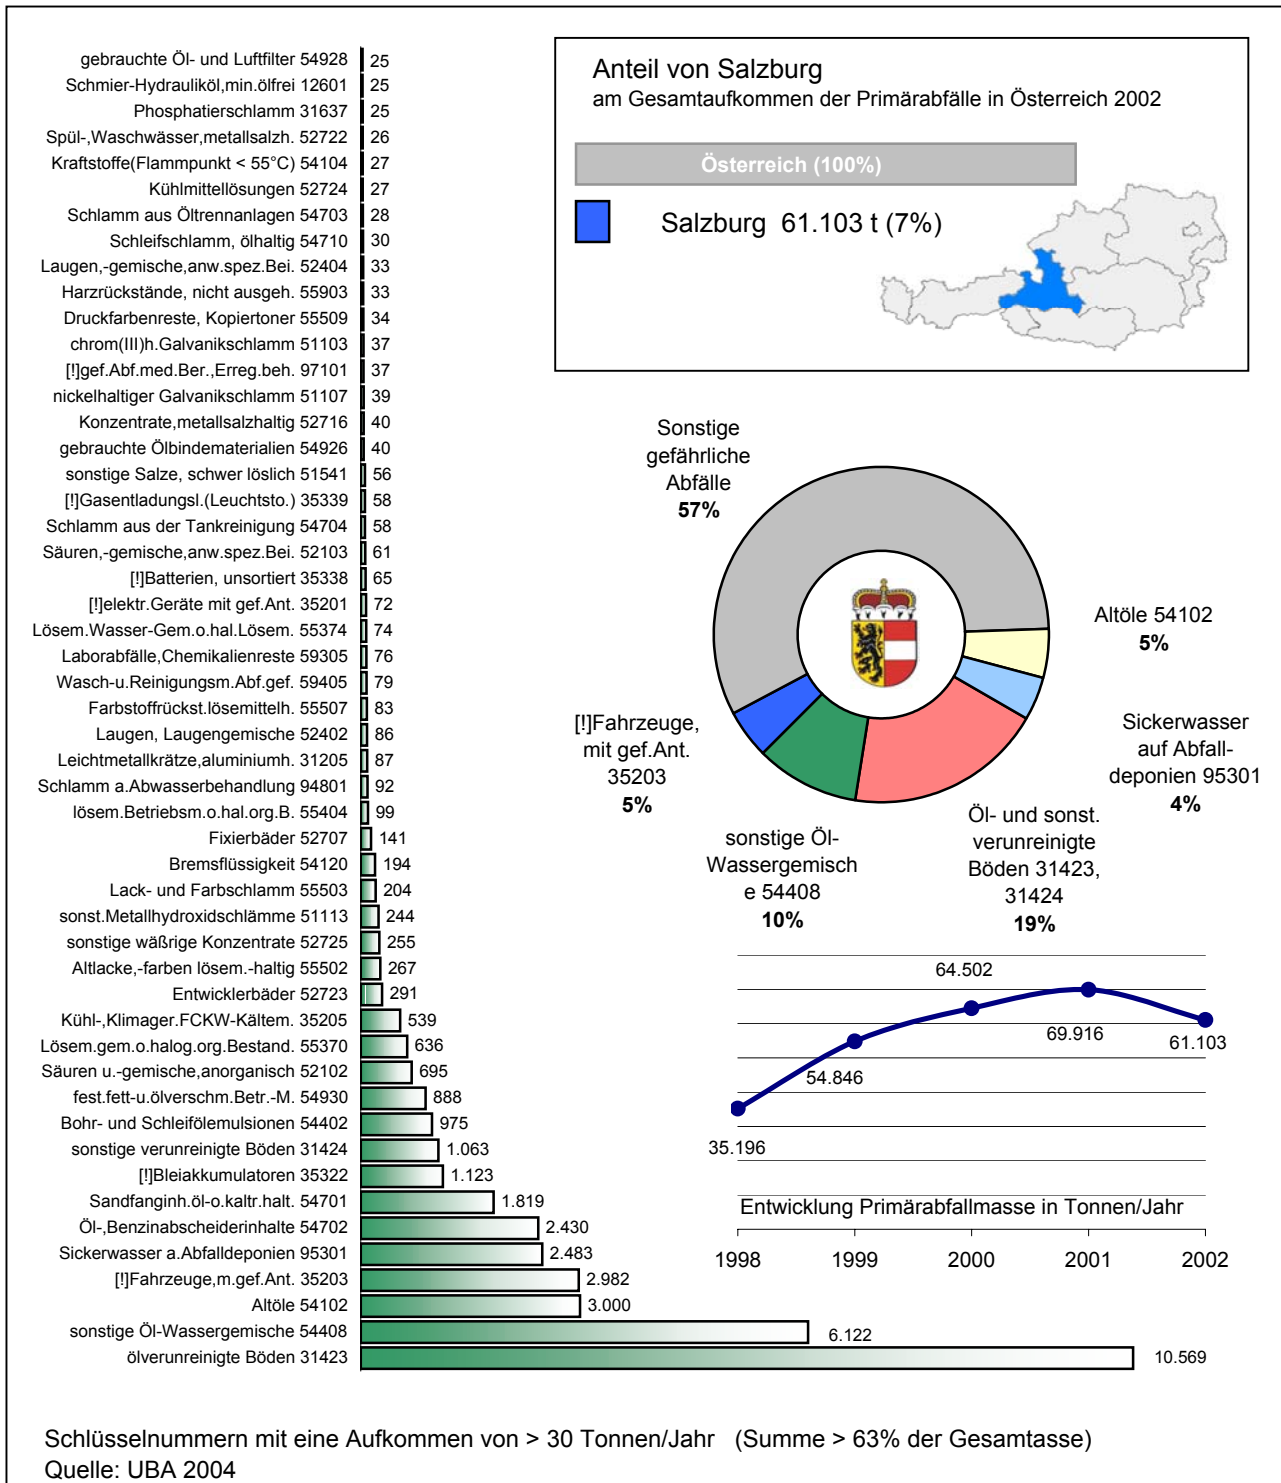 gebrauchte Öl- und Luftfilter 54928 25
Schmier-Hydrauliköl,min.ölfrei 12601 25
Phosphatierschlamm 31637 25
Spül-,Waschwässer,metallsalzh. 52722 26
Kraftstoffe(Flammpunkt < 55°C) 54104 27
Kühlmittellösungen 52724 27
Schlamm aus Öltrennanlagen 54703 28
Schleifschlamm, ölhaltig 54710 30
Laugen,-gemische,anw.spez.Bei. 52404 33
Harzrückstände, nicht ausgeh. 55903 33
Druckfarbenreste, Kopiertoner 55509 34
chrom(III)h.Galvanikschlamm 51103 37
[!]gef.Abf.med.Ber.,Erreg.beh. 97101 37
nickelhaltiger Galvanikschlamm 51107 39
Konzentrate,metallsalzhaltig 52716 40
gebrauchte Ölbindematerialien 54926 40
sonstige Salze, schwer löslich 51541 56
[!]Gasentladungsl.(Leuchtsto.) 35339 58
Schlamm aus der Tankreinigung 54704 58
Säuren,-gemische,anw.spez.Bei. 52103 61
[!]Batterien, unsortiert 35338 65
[!]elektr.Geräte mit gef.Ant. 35201 72
Lösem.Wasser-Gem.o.hal.Lösem. 55374 74
Laborabfälle,Chemikalienreste 59305 76
Wasch-u.Reinigungsm.Abf.gef. 59405 79
Farbstoffrückst.lösemittelh. 55507 83
Laugen, Laugengemische 52402 86
Leichtmetallkrätze,aluminiumh. 31205 87
Schlamm a.Abwasserbehandlung 94801 92
lösem.Betriebsm.o.hal.org.B. 55404 99
Fixierbäder 52707 141
Bremsflüssigkeit 54120 194
Lack- und Farbschlamm 55503 204
sonst.Metallhydroxidschlämme 51113 244
sonstige wäßrige Konzentrate 52725 255
Altlacke,-farben lösem.-haltig 55502 267
Entwicklerbäder 52723 291
Kühl-,Klimager.FCKW-Kältem. 35205 539
Lösem.gem.o.halog.org.Bestand. 55370 636
Säuren u.-gemische,anorganisch 52102 695
fest.fett-u.ölverschm.Betr.-M. 54930 888
Bohr- und Schleifölemulsionen 54402 975
sonstige verunreinigte Böden 31424 1.063
[!]Bleiakkumulatoren 35322 1.123
Sandfanginh.öl-o.kaltr.halt. 54701 1.819
Öl-,Benzinabscheiderinhalte 54702 2.430
Sickerwasser a.Abfalldeponien 95301 2.483
[!]Fahrzeuge,m.gef.Ant. 35203 2.982
Altöle 54102 3.000
sonstige Öl-Wassergemische 54408 6.122
ölverunreinigte Böden 31423 10.569
Anteil von Salzburg
am Gesamtaufkommen der Primärabfälle in Österreich 2002
Österreich (100%)
Salzburg 61.103 t (7%)
Sonstige
gefährliche
Abfälle
57%
Altöle 54102
5%
Sickerwasser
auf Abfall-
deponien 95301
4%
Öl- und sonst.
verunreinigte
Böden 31423,
31424
19%
sonstige Öl-
Wassergemisch
e 54408
10%
[!]Fahrzeuge,
mit gef.Ant.
35203
5%
35.196
54.846
64.502
69.916
61.103
Entwicklung Primärabfallmasse in Tonnen/Jahr
1998 1999 2000 2001 2002
Schlüsselnummern mit eine Aufkommen von > 30 Tonnen/Jahr (Summe > 63% der Gesamtasse)
Quelle: UBA 2004